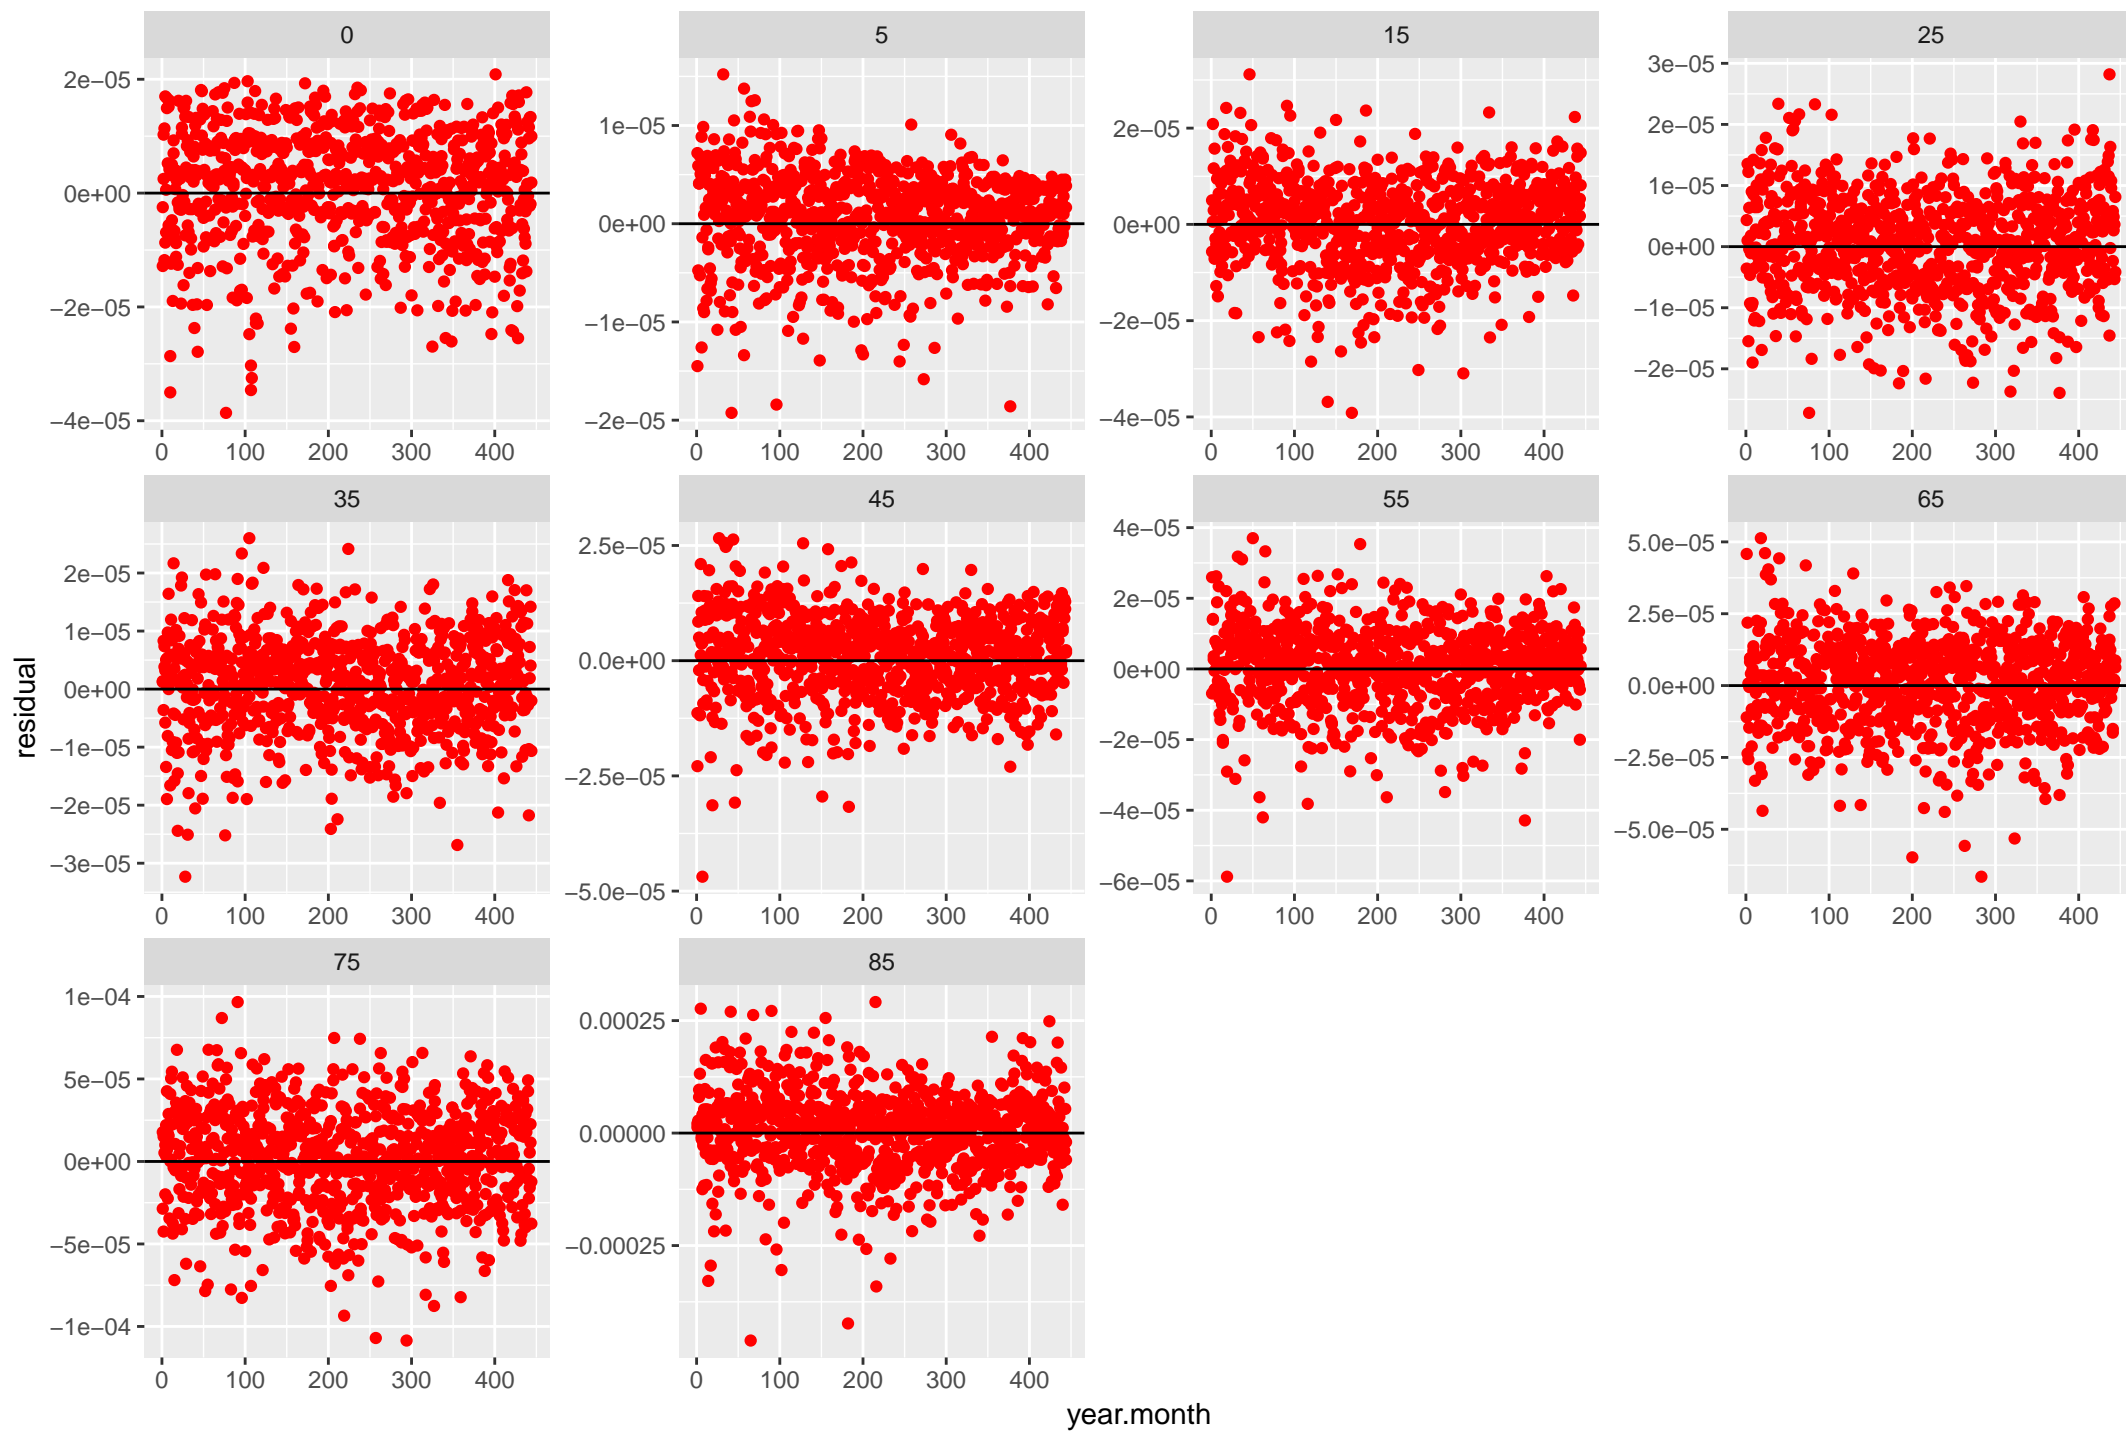 0 5 15 25
2e−05 1e−05 2e−05 3e−05
0e+00 0e+00 0e+00 2e−05
−2e−05 −1e−05 −2e−05 1e−05
−4e−05 −2e−05 −4e−05 0e+00
−1e−05
−2e−05
0 100 200 300 400 0 100 200 300 400 0 100 200 300 400 0 100 200 300 400
35 45 55 65
2e−05 2.5e−05 4e−05 5.0e−05
1e−05 0.0e+00 2e−05 2.5e−05
0e+00 −2.5e−05 0e+00 0.0e+00
−1e−05 −5.0e−05 −2e−05 −2.5e−05
−2e−05 −4e−05 −5.0e−05
−3e−05 −6e−05
0 100 200 300 400 0 100 200 300 400 0 100 200 300 400 0 100 200 300 400
residual
75 85
1e−04 0.00025
5e−05 0.00000
0e+00 −0.00025
−5e−05
−1e−04
0 100 200 300 400 0 100 200 300 400
year.month